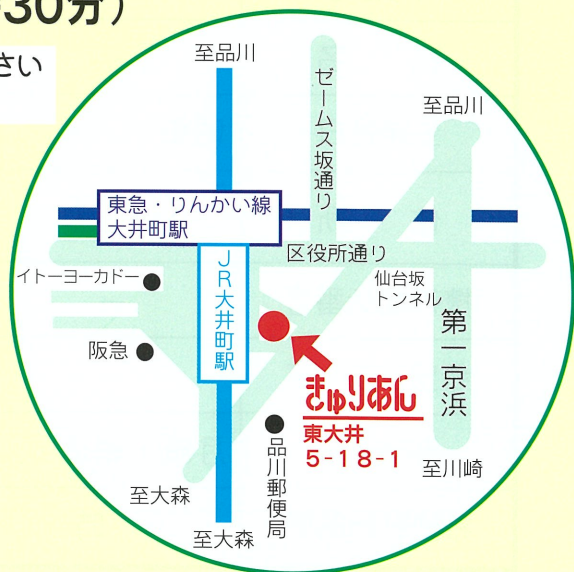 30分)
さい
至品川
ゼームス坂通り
至品川
東急・りんかい線
大井町駅
区役所通り
イトーヨーカドー
JR大井町駅
仙台坂
トンネル
第一京浜
阪急
きゅりあん
東大井
5-18-1
品川郵便局
至川崎
至大森
至大森